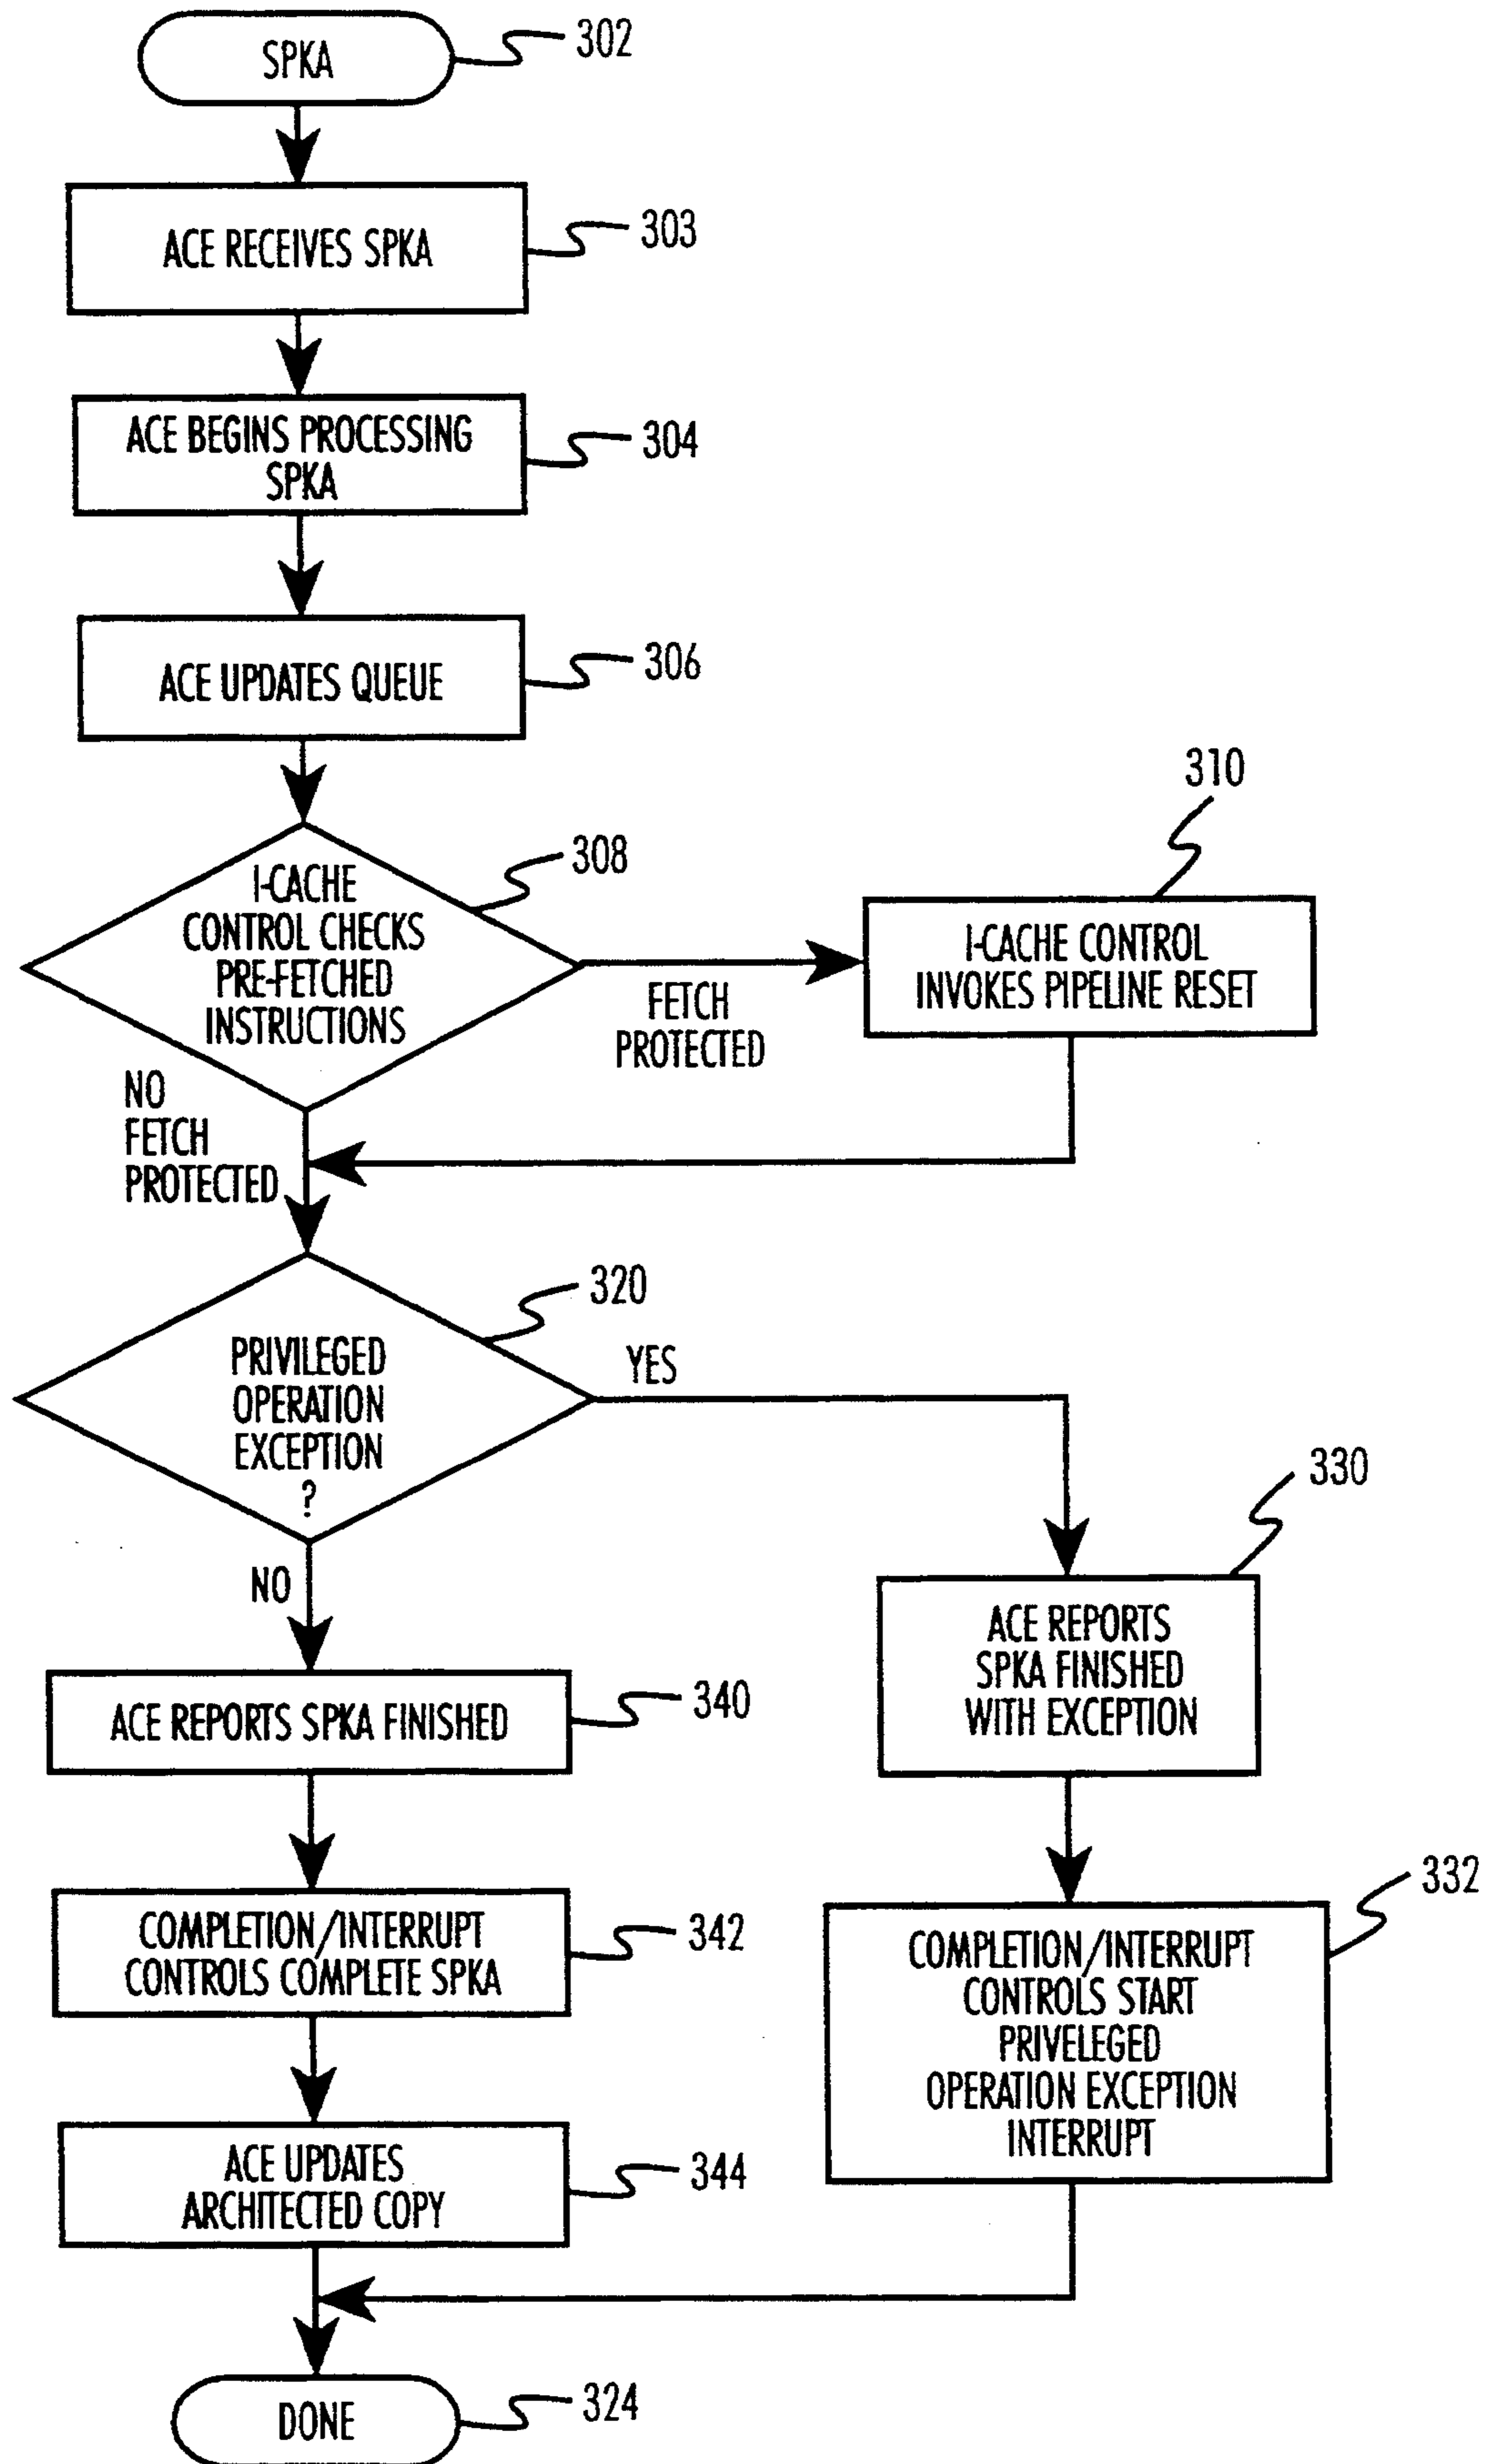 SPKA
302
ACE RECEIVES SPKA
303
ACE BEGINS PROCESSING
SPKA
304
ACE UPDATES QUEUE
306
I-CACHE
CONTROL CHECKS
PRE-FETCHED
INSTRUCTIONS
308
FETCH
PROTECTED
310
I-CACHE CONTROL
INVOKES PIPELINE RESET
NO
FETCH
PROTECTED
PRIVILEGED
OPERATION
EXCEPTION
?
320
YES
NO
330
ACE REPORTS
SPKA FINISHED
WITH EXCEPTION
ACE REPORTS SPKA FINISHED
340
COMPLETION/INTERRUPT
CONTROLS COMPLETE SPKA
342
332
COMPLETION/INTERRUPT
CONTROLS START
PRIVELEGED
OPERATION EXCEPTION
INTERRUPT
ACE UPDATES
ARCHITECTED COPY
344
DONE
324